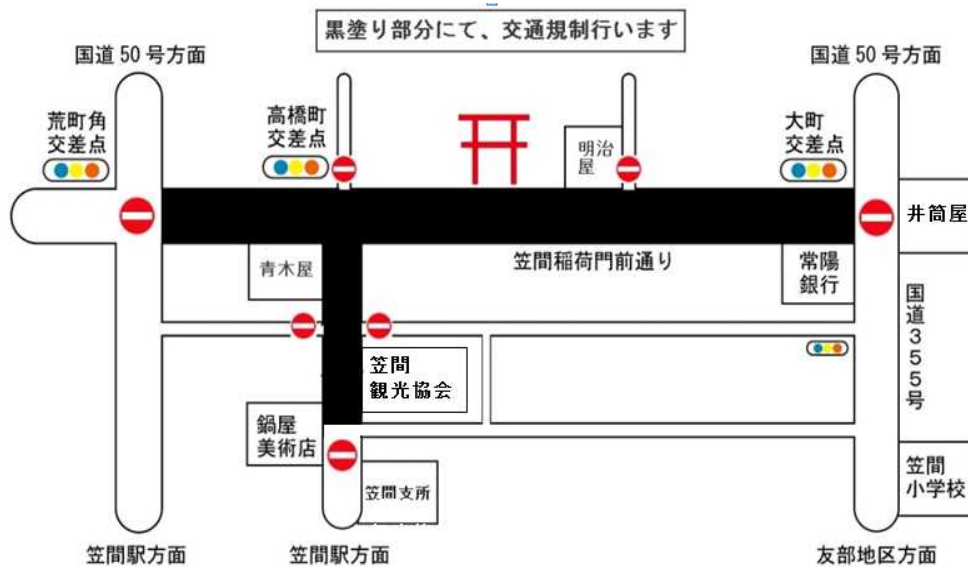 黒塗り部分にて、交通規制行います
国道50号方面
国道50号方面
荒町角
交差点
高橋町
交差点
明治
屋
大町
交差点
井筒屋
青木屋
笠間稲荷門前通り
常陽
銀行
国道355号
笠間
観光協会
鍋屋
美術店
笠間支所
笠間
小学校
笠間駅方面
笠間駅方面
友部地区方面